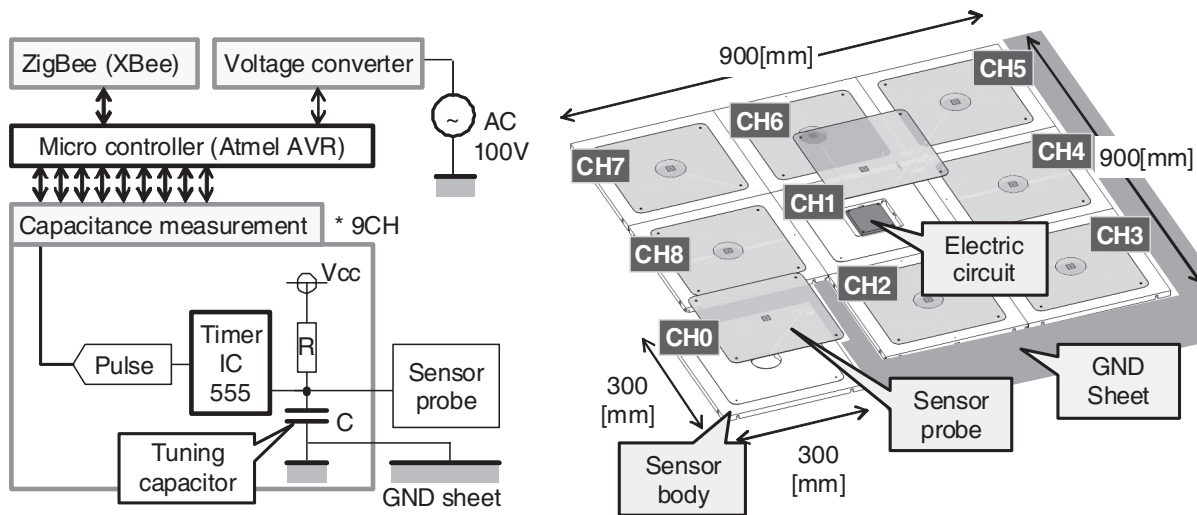 ZigBee (XBee)
Voltage converter
~
AC
100V
Micro controller (Atmel AVR)
Capacitance measurement
* 9CH
Vcc
R
Timer
IC
555
Pulse
Sensor
probe
C
Tuning
capacitor
GND sheet
900[mm]
CH5
CH6
CH7
CH4
900[mm]
CH1
CH8
Electric
circuit
CH3
CH2
CH0
GND
Sheet
300
[mm]
Sensor
probe
300
[mm]
Sensor
body